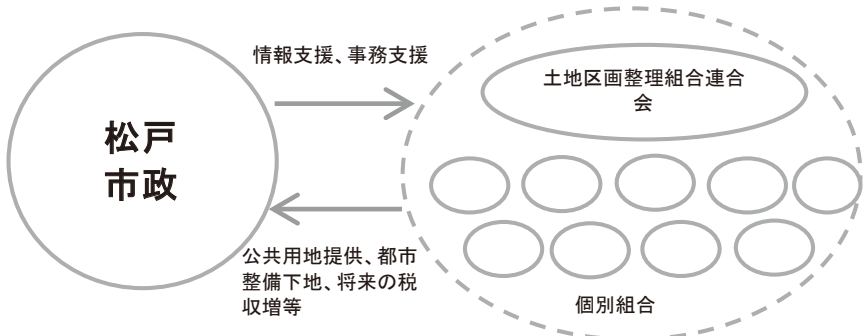 情報支援、事務支援
土地区画整理組合連合
会
松戸
市政
公共用地提供、都市
整備下地、将来の税
収増等
個別組合